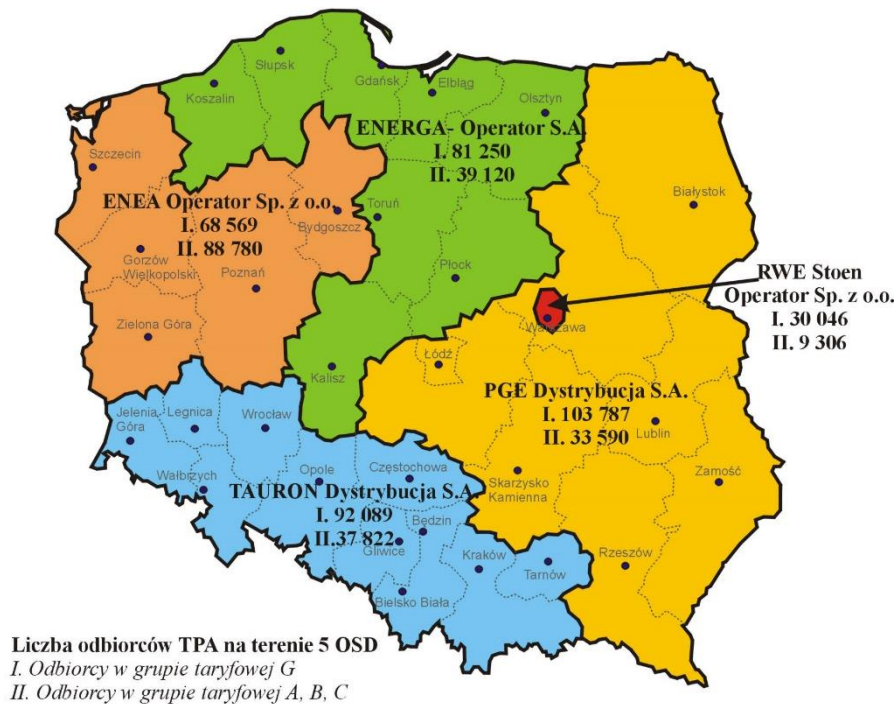 Słupsk
Gdańsk
Elbląg
Koszalin
Olsztyn
ENERGA- Operator S.A.
I. 81 250
II. 39 120
Szczecin
ENEA Operator Sp. z o.o.
I. 68 569
II. 88 780
Bydgoszcz
Toruń
Białystok
Gorzów
Wielkopolski
Poznań
Płock
RWE Stoen
Operator Sp. z o.o.
I. 30 046
II. 9 306
Zielona Góra
Warszawa
Łódź
Kalisz
PGE Dystrybucja S.A.
I. 103 787
II. 33 590
Lublin
Jelenia
Góra
Legnica
Wrocław
Wałbrzych
Opole
Częstochowa
Skarżysko
Kamienna
Zamość
TAURON Dystrybucja S.A.
I. 92 089
II.37 822
Będzin
Gliwice
Kraków
Tarnów
Rzeszów
Bielsko Biała
Liczba odbiorców TPA na terenie 5 OSD
I. Odbiorcy w grupie taryfowej G
II. Odbiorcy w grupie taryfowej A, B, C